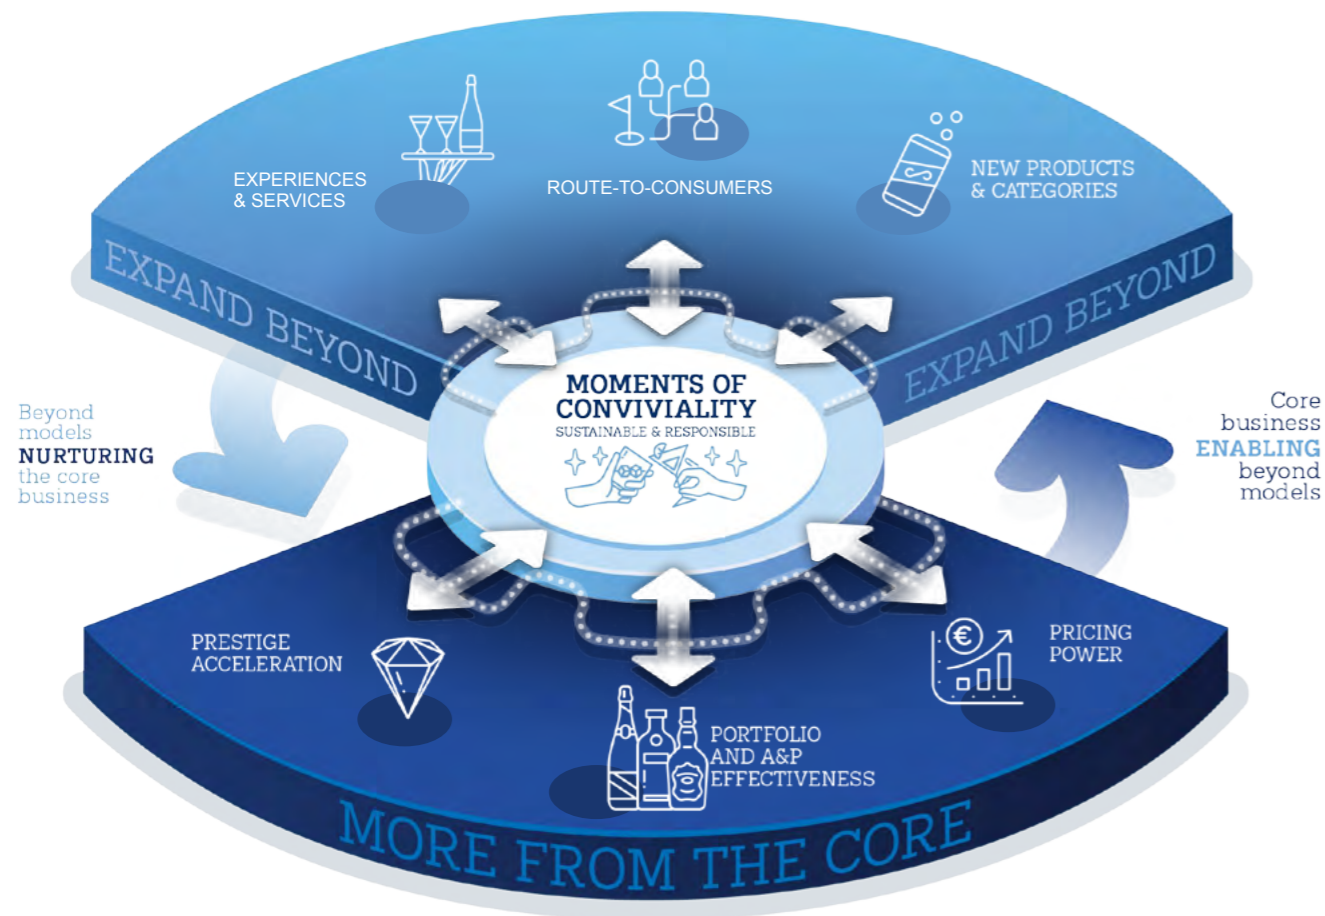 EXPERIENCES
& SERVICES
ROUTE-TO-CONSUMERS
NEW PRODUCTS
& CATEGORIES
EXPAND BEYOND
EXPAND BEYOND
MOMENTS OF
CONVIVIALITY
SUSTAINABLE & RESPONSIBLE
Beyond
models
NURTURING
the core
business
Core
business
ENABLING
beyond
models
PRESTIGE
ACCELERATION
€
PRICING
POWER
PORTFOLIO
AND A&P
EFFECTIVENESS
MORE FROM THE CORE